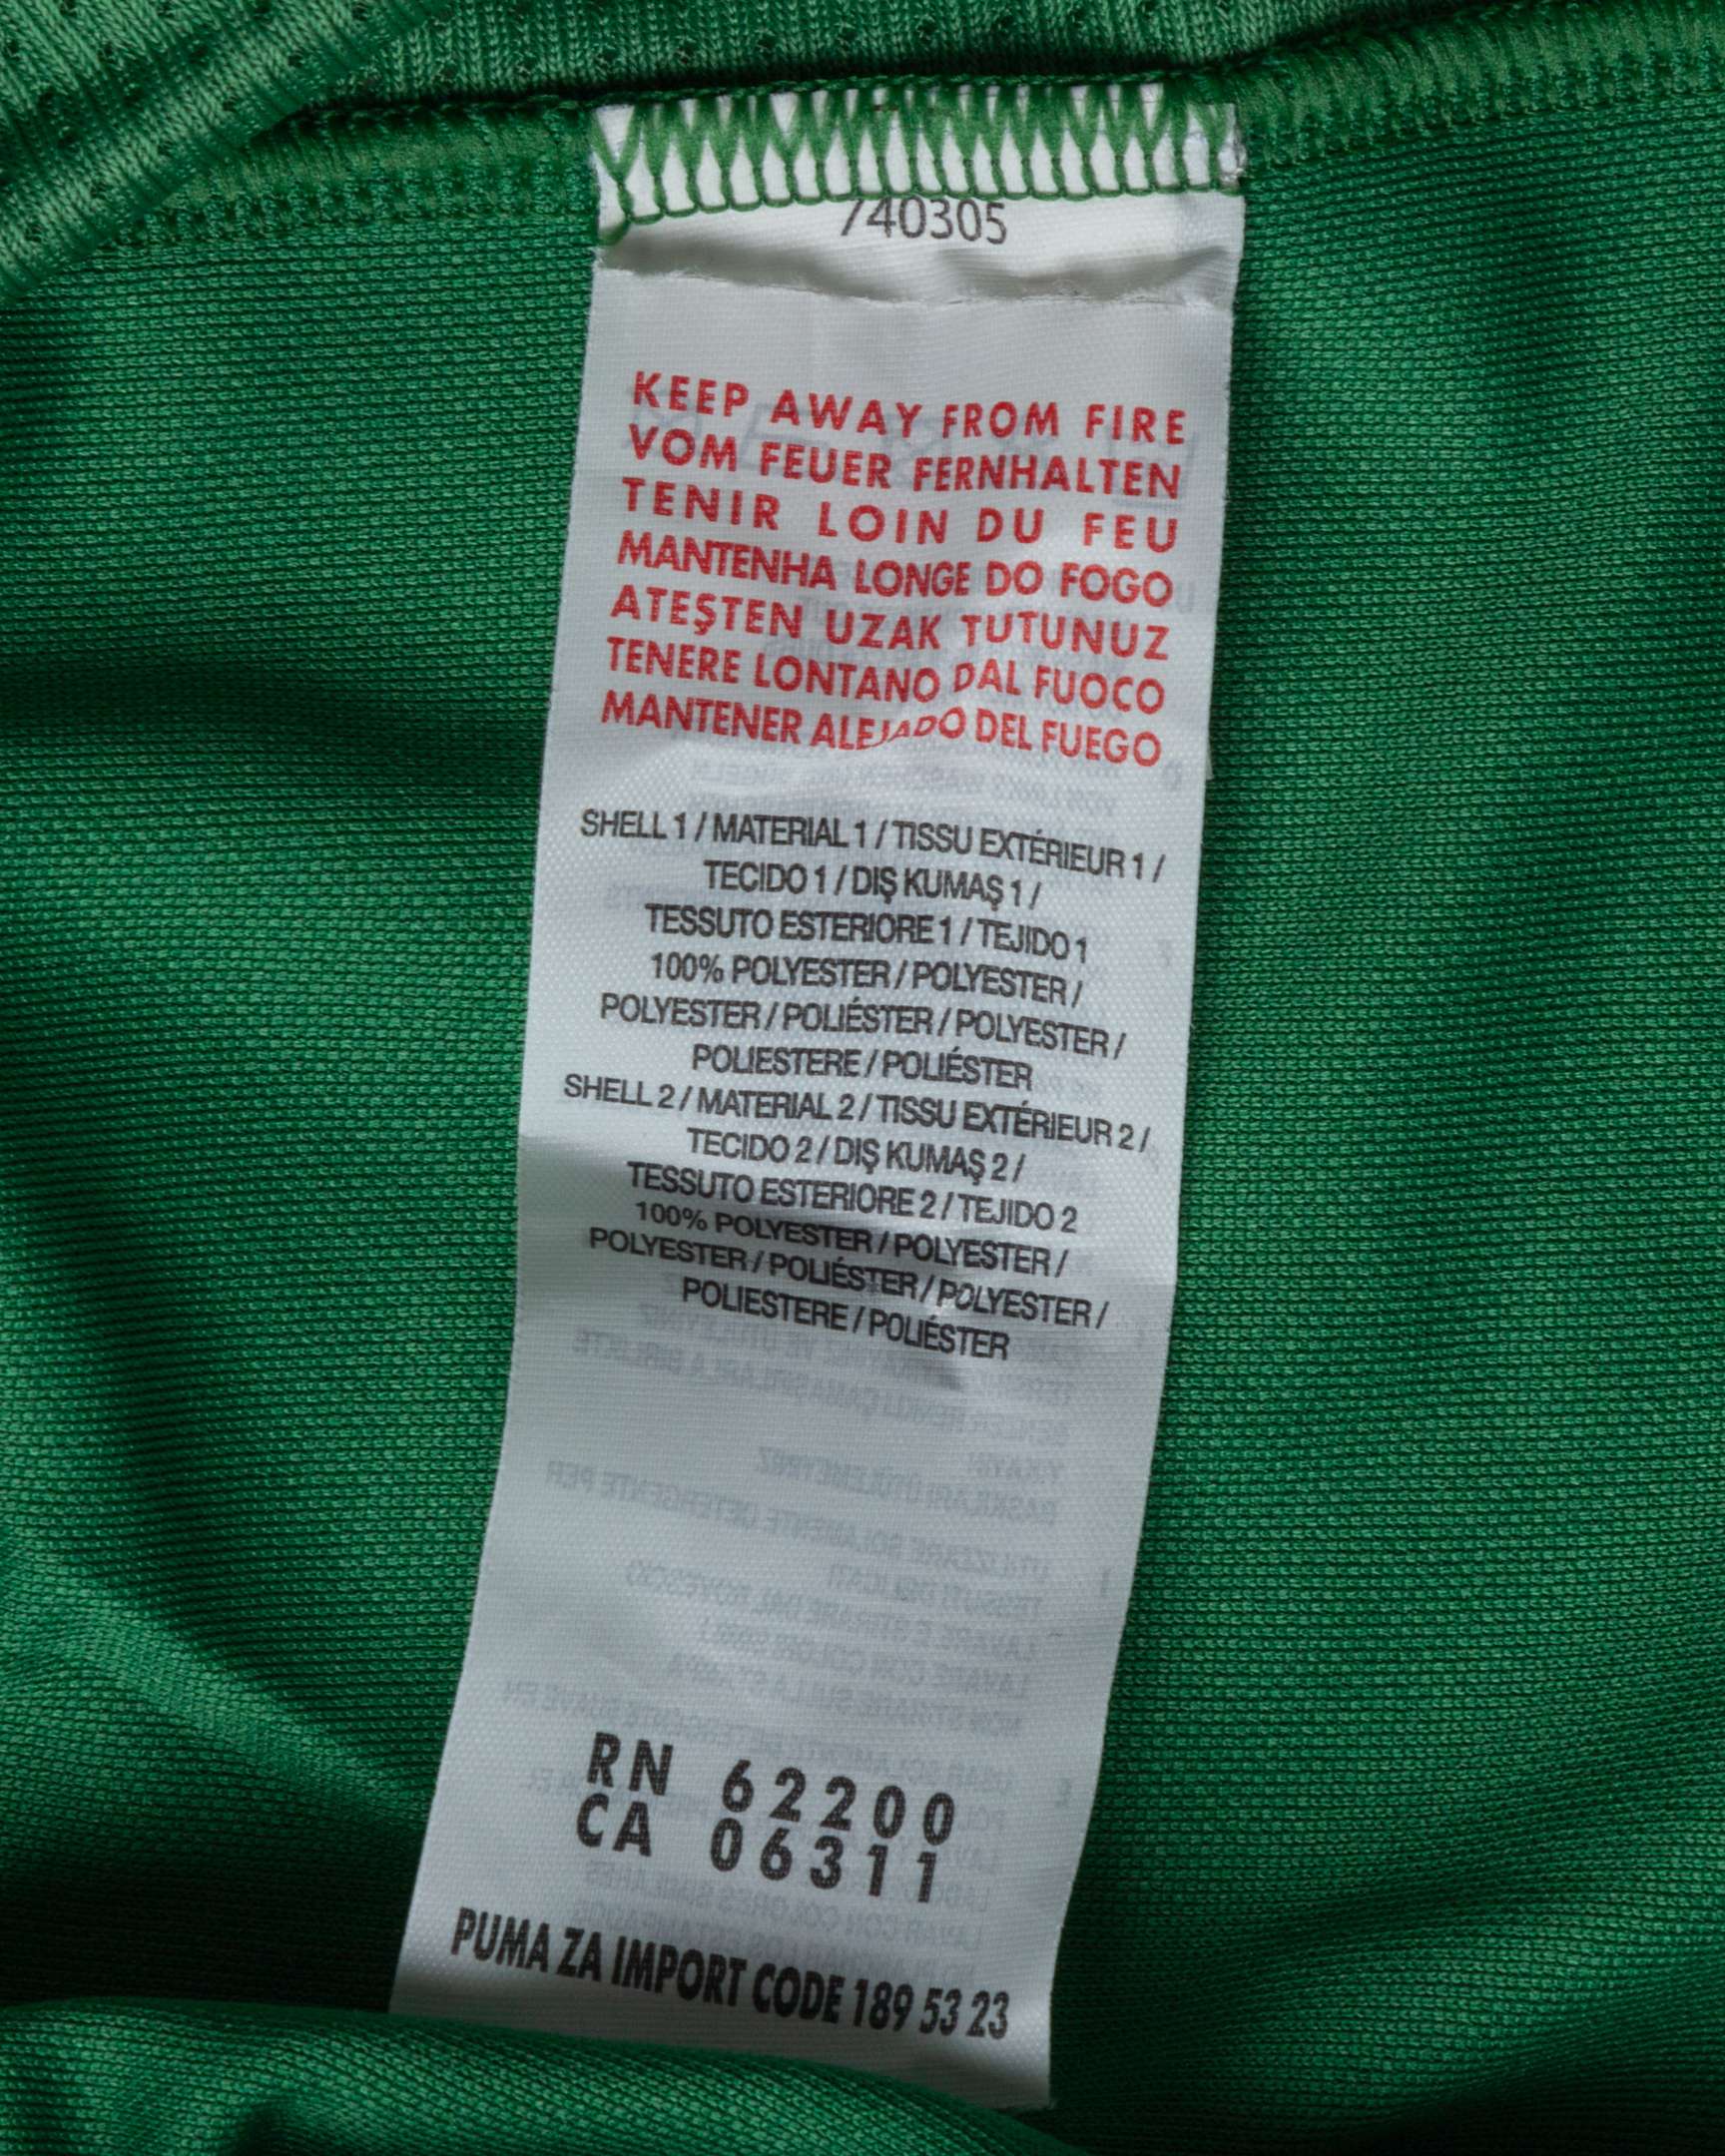 740305
KEEP AWAY FROM FIRE
VOM FEUER FERNHALTEN
TENIR LOIN DU FEU
MANTENHA LONGE DO FOGO
ATEŞTEN UZAK TUTUNUZ
TENERE LONTANO DAL FUOCO
MANTENER ALEJADO DEL FUEGO
SHELL 1 / MATERIAL 1 / TISSU EXTÉRIEUR 1 /
TECIDO 1 / DIŞ KUMAŞ 1 /
TESSUTO ESTERIORE 1 / TEJIDO 1
100% POLYESTER / POLYESTER /
POLYESTER / POLIÉSTER / POLYESTER /
POLIESTERE / POLIÉSTER
SHELL 2 / MATERIAL 2 / TISSU EXTÉRIEUR 2 /
TECIDO 2 / DIŞ KUMAŞ 2 /
TESSUTO ESTERIORE 2 / TEJIDO 2
100% POLYESTER / POLYESTER /
POLYESTER / POLIÉSTER / POLYESTER /
POLIESTERE / POLIÉSTER
RN 62200
CA 06311
PUMA ZA IMPORT CODE 189 53 23